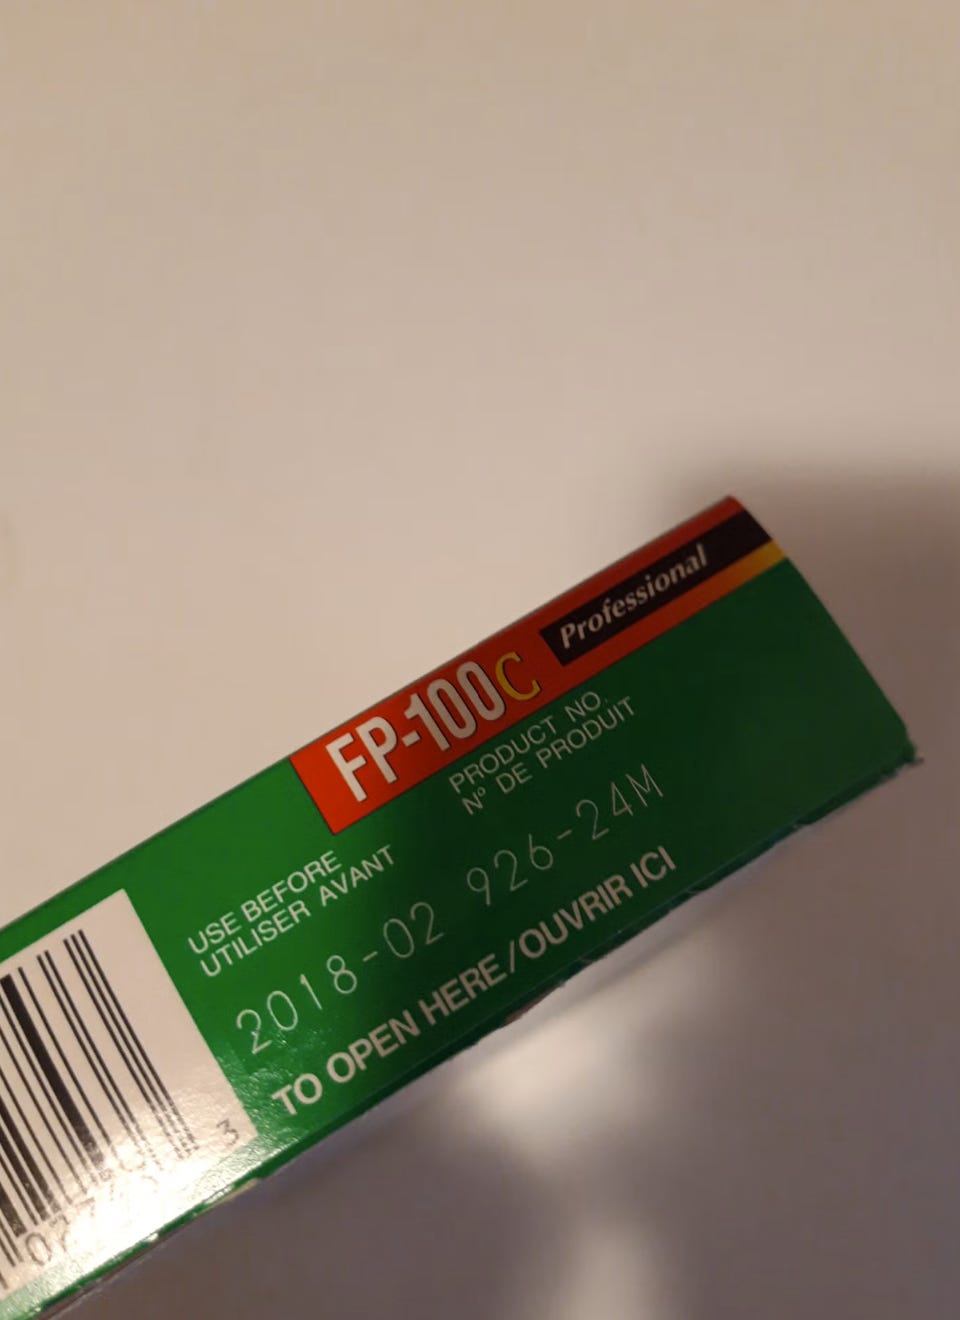 FP-100C Professional
PRODUCT NO.
Nº DE PRODUIT
USE BEFORE
UTILISER AVANT
2018-02 926-24M
TO OPEN HERE/OUVRIR ICI
3